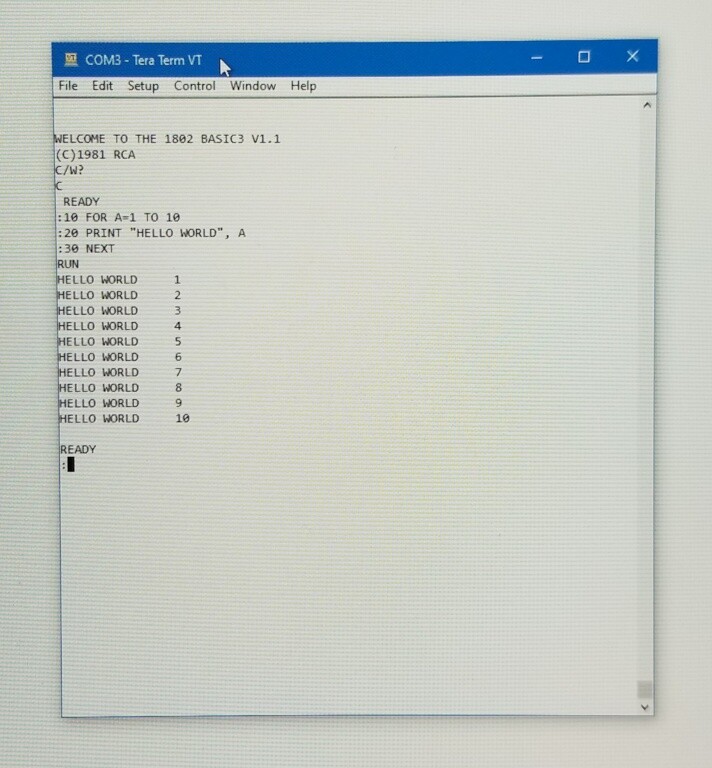 COM3 - Tera Term VT
File Edit Setup Control Window Help
WELCOME TO THE 1802 BASIC3 V1.1
(C)1981 RCA
C/W?
C
READY
:10 FOR A=1 TO 10
:20 PRINT "HELLO WORLD", A
:30 NEXT
RUN
HELLO WORLD 1
HELLO WORLD 2
HELLO WORLD 3
HELLO WORLD 4
HELLO WORLD 5
HELLO WORLD 6
HELLO WORLD 7
HELLO WORLD 8
HELLO WORLD 9
HELLO WORLD 10
READY
: